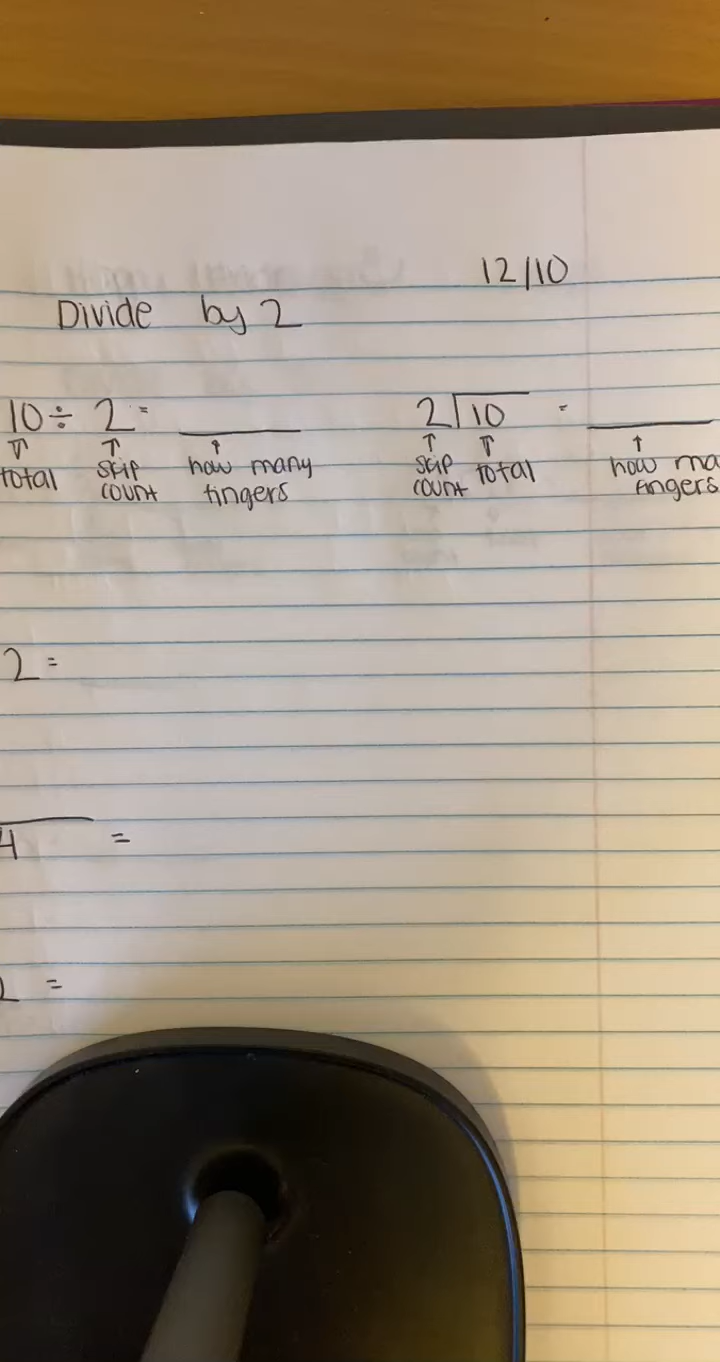 12/10
Divide by 2
10 ÷ 2 = ____ 2⟌10 = ____
↑ ↑ ↑ ↑ ↑ ↑
total skip how many skip total how ma
count fingers count fingers
2 =
4 =
2 =